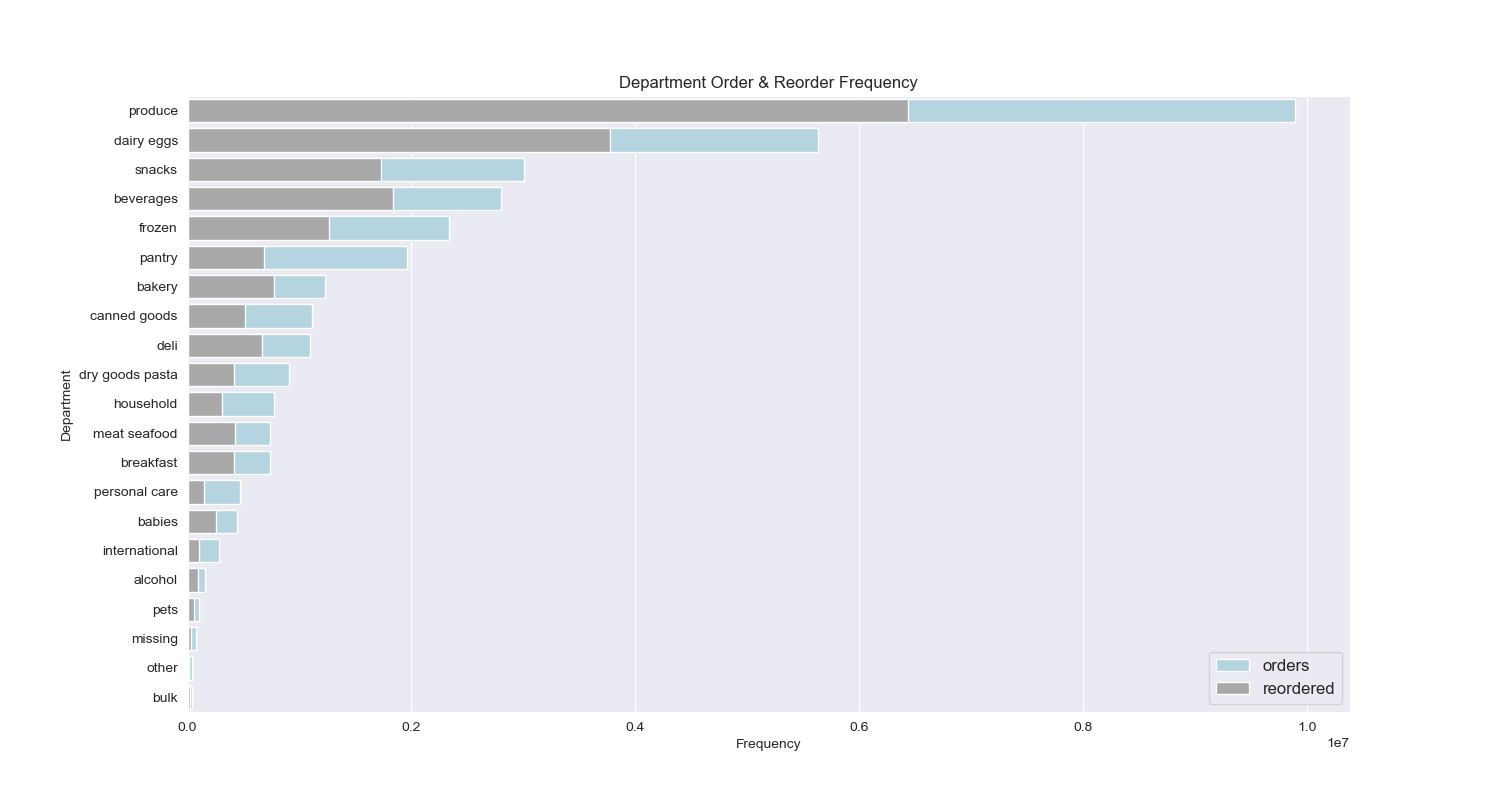 Department Order & Reorder Frequency
produce
dairy eggs
snacks
beverages
frozen
pantry
bakery
canned goods
deli
dry goods pasta
household
meat seafood
breakfast
personal care
babies
international
alcohol
pets
missing
other
bulk
Department
orders
reordered
0.0 0.2 0.4 0.6 0.8 1.0
1e7
Frequency